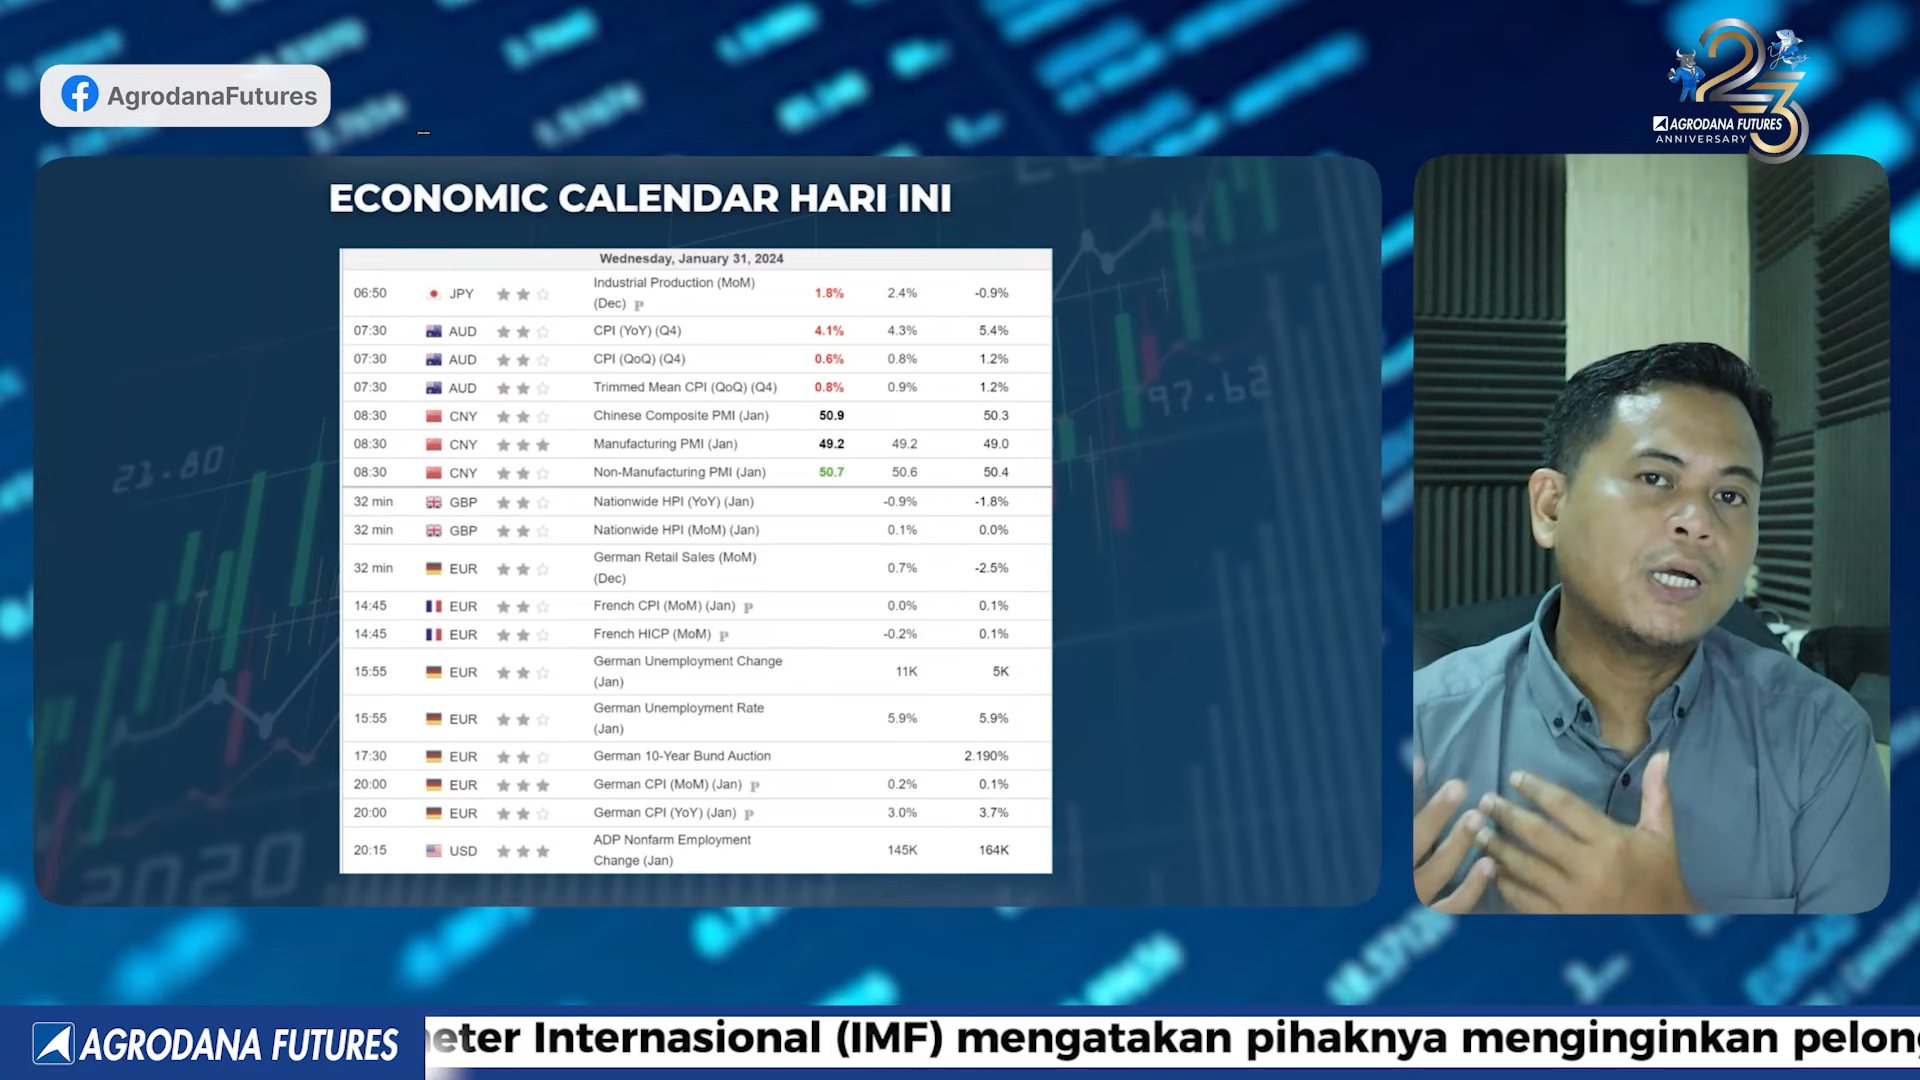 AgrodanaFutures
23
Years
AGRODANA FUTURES
ANNIVERSARY
ECONOMIC CALENDAR HARI INI
Wednesday, January 31, 2024
06:50 JPY Industrial Production (MoM) (Dec) P 1.8% 2.4% -0.9%
07:30 AUD CPI (YoY) (Q4) 4.1% 4.3% 5.4%
07:30 AUD CPI (QoQ) (Q4) 0.6% 0.8% 1.2%
07:30 AUD Trimmed Mean CPI (QoQ) (Q4) 0.8% 0.9% 1.2%
08:30 CNY Chinese Composite PMI (Jan) 50.9 50.3
08:30 CNY Manufacturing PMI (Jan) 49.2 49.2 49.0
08:30 CNY Non-Manufacturing PMI (Jan) 50.7 50.6 50.4
32 min GBP Nationwide HPI (YoY) (Jan) -0.9% -1.8%
32 min GBP Nationwide HPI (MoM) (Jan) 0.1% 0.0%
32 min EUR German Retail Sales (MoM) (Dec) 0.7% -2.5%
14:45 EUR French CPI (MoM) (Jan) P 0.0% 0.1%
14:45 EUR French HICP (MoM) P -0.2% 0.1%
15:55 EUR German Unemployment Change (Jan) 11K 5K
15:55 EUR German Unemployment Rate (Jan) 5.9% 5.9%
17:30 EUR German 10-Year Bund Auction 2.190%
20:00 EUR German CPI (MoM) (Jan) P 0.2% 0.1%
20:00 EUR German CPI (YoY) (Jan) P 3.0% 3.7%
20:15 USD ADP Nonfarm Employment Change (Jan) 145K 164K
21.80
97.62
2020
AGRODANA FUTURES
eter Internasional (IMF) mengatakan pihaknya menginginkan pelong